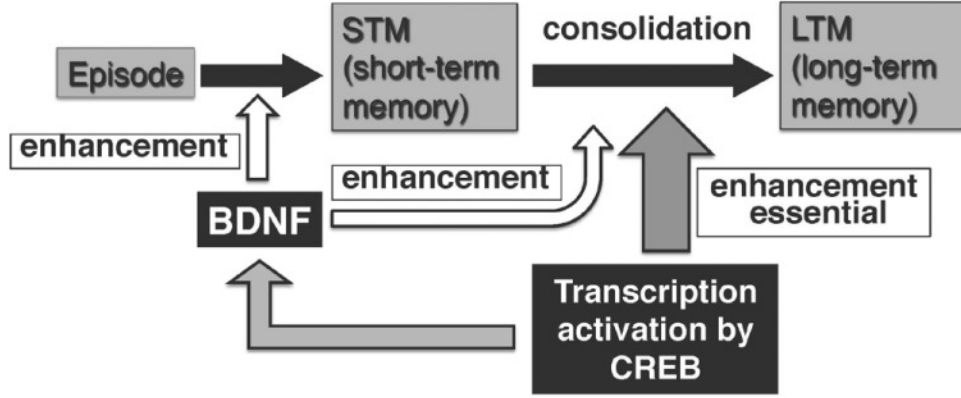 Episode
STM
(short-term
memory)
consolidation
LTM
(long-term
memory)
enhancement
enhancement
enhancement
essential
BDNF
Transcription
activation by
CREB